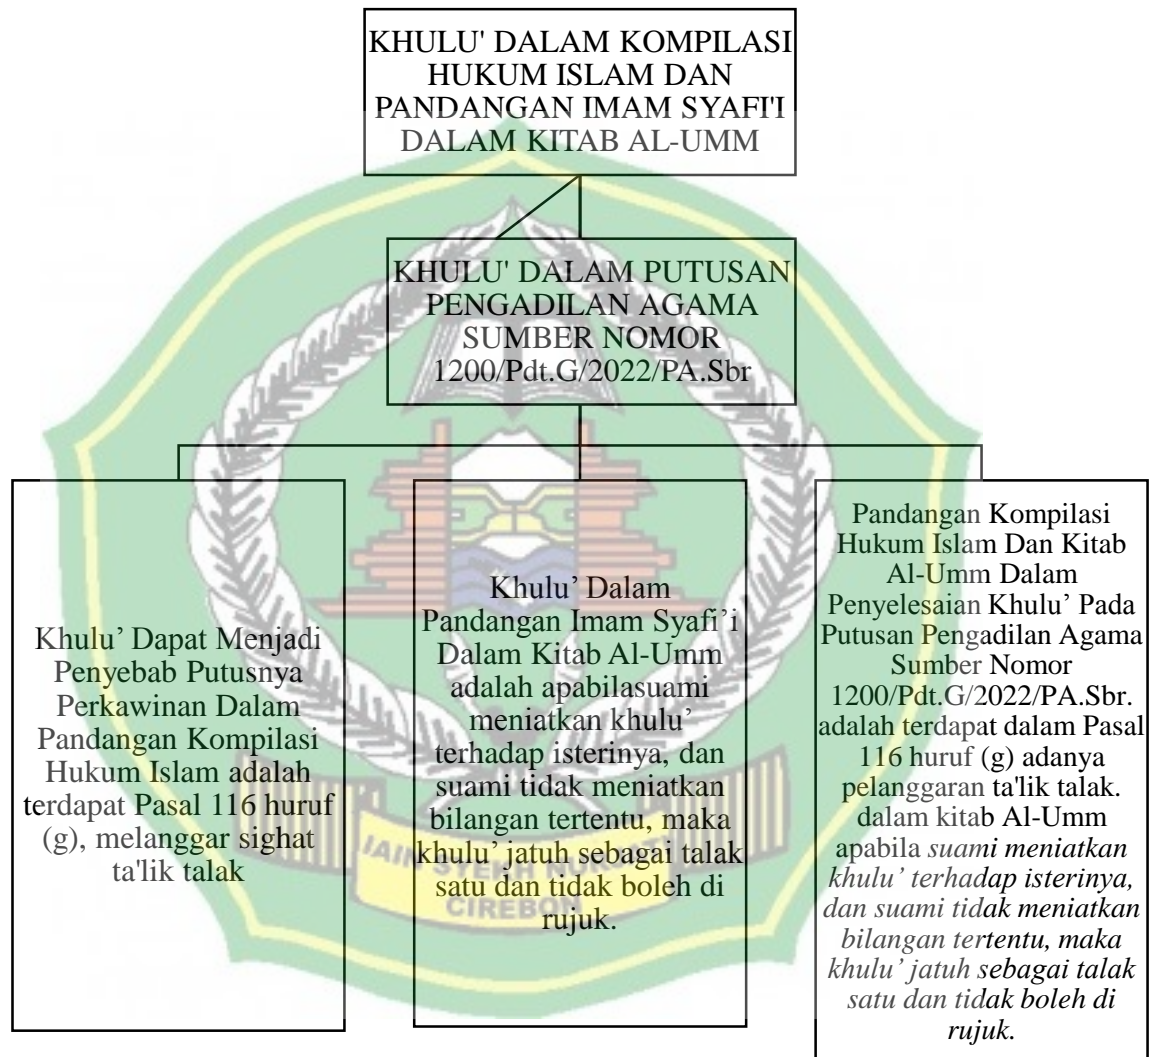 KHULU' DALAM KOMPILASI
HUKUM ISLAM DAN
PANDANGAN IMAM SYAFI'I
DALAM KITAB AL-UMM
KHULU' DALAM PUTUSAN
PENGADILAN AGAMA
SUMBER NOMOR
1200/Pdt.G/2022/PA.Sbr
Khulu’ Dapat Menjadi
Penyebab Putusnya
Perkawinan Dalam
Pandangan Kompilasi
Hukum Islam adalah
terdapat Pasal 116 huruf
(g), melanggar sighat
ta'lik talak
Khulu’ Dalam
Pandangan Imam Syafi’i
Dalam Kitab Al-Umm
adalah apabilasuami
meniatkan khulu’
terhadap isterinya, dan
suami tidak meniatkan
bilangan tertentu, maka
khulu’ jatuh sebagai talak
satu dan tidak boleh di
rujuk.
Pandangan Kompilasi
Hukum Islam Dan Kitab
Al-Umm Dalam
Penyelesaian Khulu’ Pada
Putusan Pengadilan Agama
Sumber Nomor
1200/Pdt.G/2022/PA.Sbr.
adalah terdapat dalam Pasal
116 huruf (g) adanya
pelanggaran ta'lik talak.
dalam kitab Al-Umm
apabila suami meniatkan
khulu’ terhadap isterinya,
dan suami tidak meniatkan
bilangan tertentu, maka
khulu’ jatuh sebagai talak
satu dan tidak boleh di
rujuk.
IAIN SYEKH
CIREBON